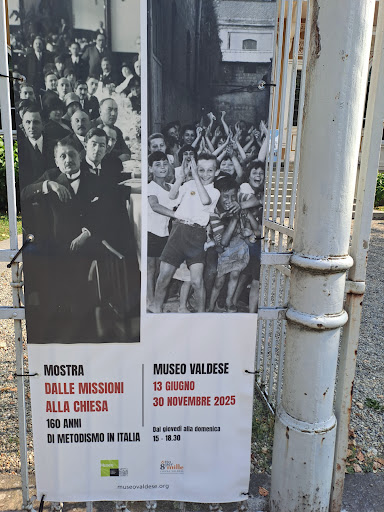 MOSTRA
DALLE MISSIONI
ALLA CHIESA
160 ANNI
DI METODISMO IN ITALIA
MUSEO VALDESE
13 GIUGNO
30 NOVEMBRE 2025
Dal giovedì alla domenica
15 - 18.30
8
museovaldese.org